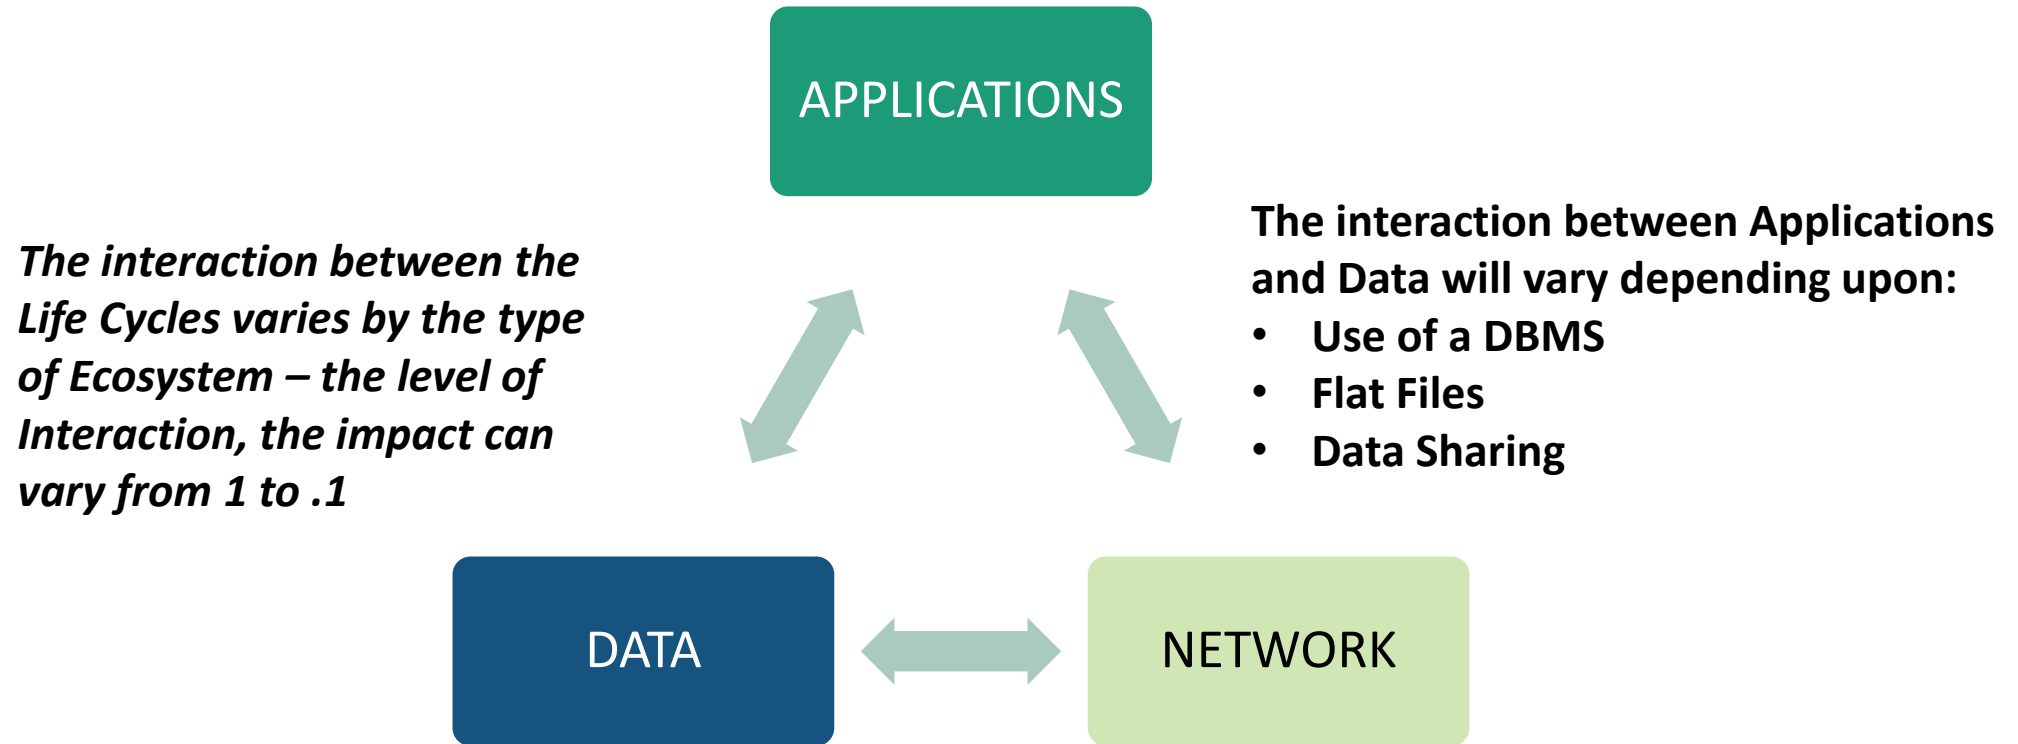 APPLICATIONS
The interaction between the
Life Cycles varies by the type
of Ecosystem – the level of
Interaction, the impact can
vary from 1 to .1
The interaction between Applications
and Data will vary depending upon:
• Use of a DBMS
• Flat Files
• Data Sharing
DATA
NETWORK